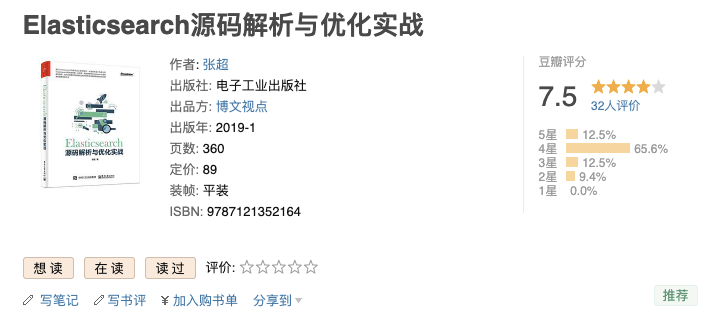 Elasticsearch源码解析与优化实战
Elasticsearch
源码解析与优化实战
作者: 张超
出版社: 电子工业出版社
出品方: 博文视点
出版年: 2019-1
页数: 360
定价: 89
装帧: 平装
ISBN: 9787121352164
豆瓣评分
7.5
32人评价
5星 12.5%
4星 65.6%
3星 12.5%
2星 9.4%
1星 0.0%
想读 在读 读过 评价:
写笔记 写书评 ¥ 加入购书单 分享到
推荐